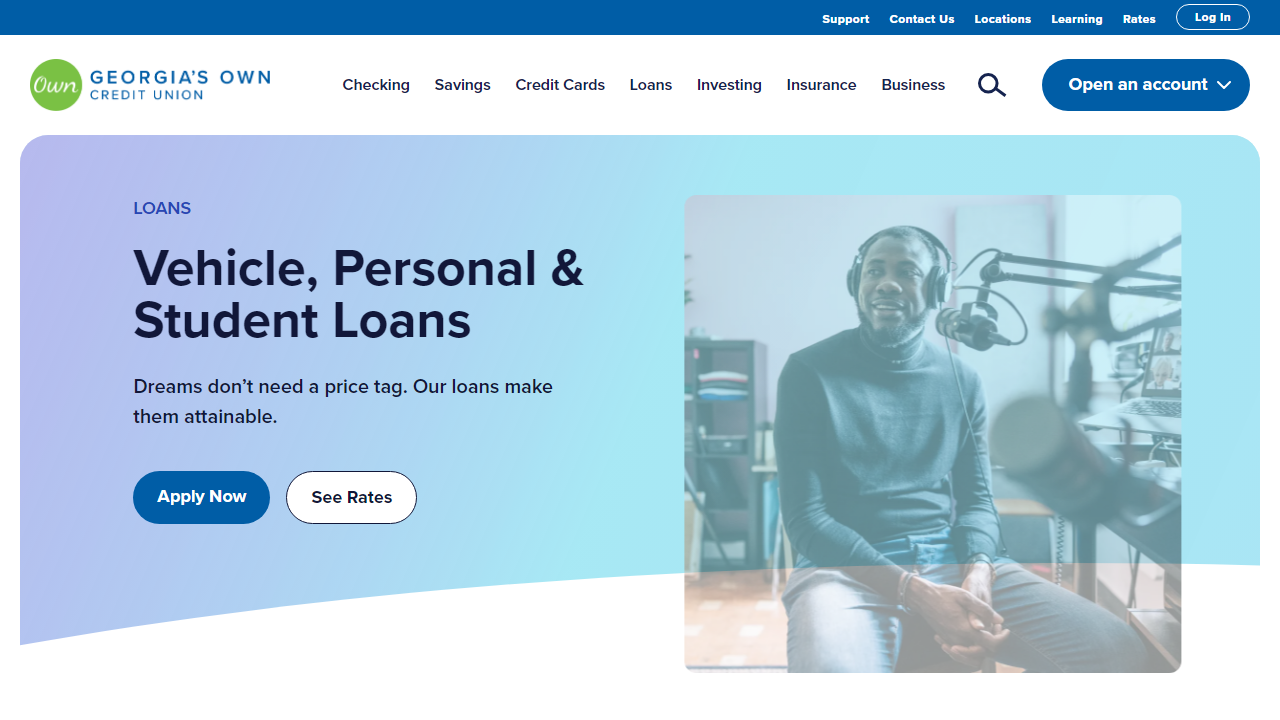 Support Contact Us Locations Learning Rates Log In
Own GEORGIA'S OWN
CREDIT UNION
Checking Savings Credit Cards Loans Investing Insurance Business Open an account
LOANS
Vehicle, Personal &
Student Loans
Dreams don’t need a price tag. Our loans make
them attainable.
Apply Now See Rates